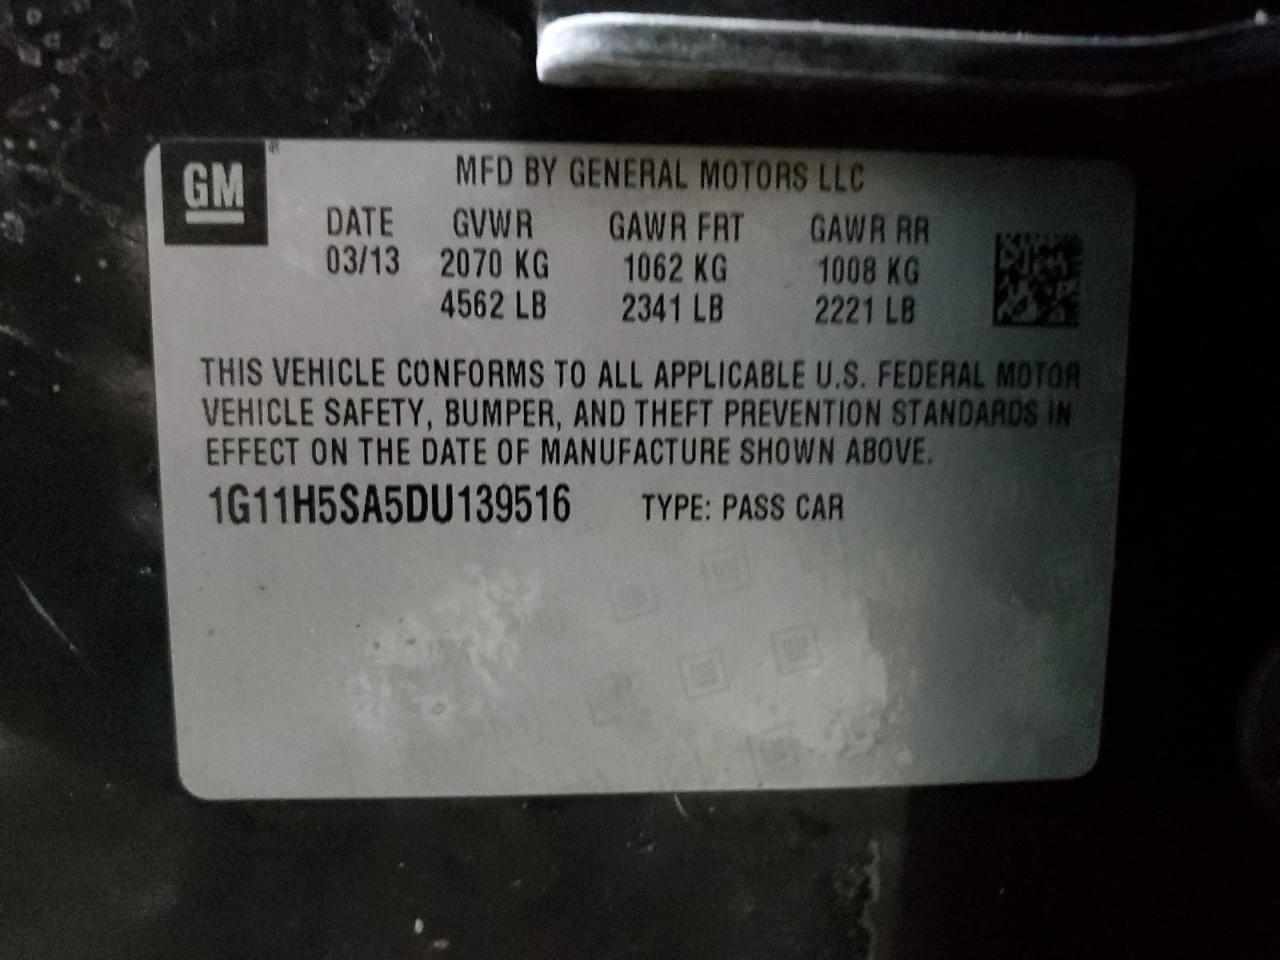 GM
MFD BY GENERAL MOTORS LLC
DATE GVWR GAWR FRT GAWR RR
03/13 2070 KG 1062 KG 1008 KG
4562 LB 2341 LB 2221 LB
THIS VEHICLE CONFORMS TO ALL APPLICABLE U.S. FEDERAL MOTOR
VEHICLE SAFETY, BUMPER, AND THEFT PREVENTION STANDARDS IN
EFFECT ON THE DATE OF MANUFACTURE SHOWN ABOVE.
1G11H5SA5DU139516 TYPE: PASS CAR